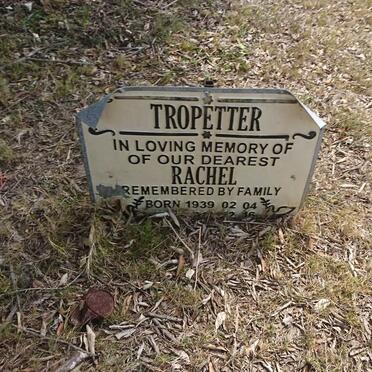 TROPETTER
IN LOVING MEMORY OF
OF OUR DEAREST
RACHEL
REMEMBERED BY FAMILY
BORN 1939 02 04